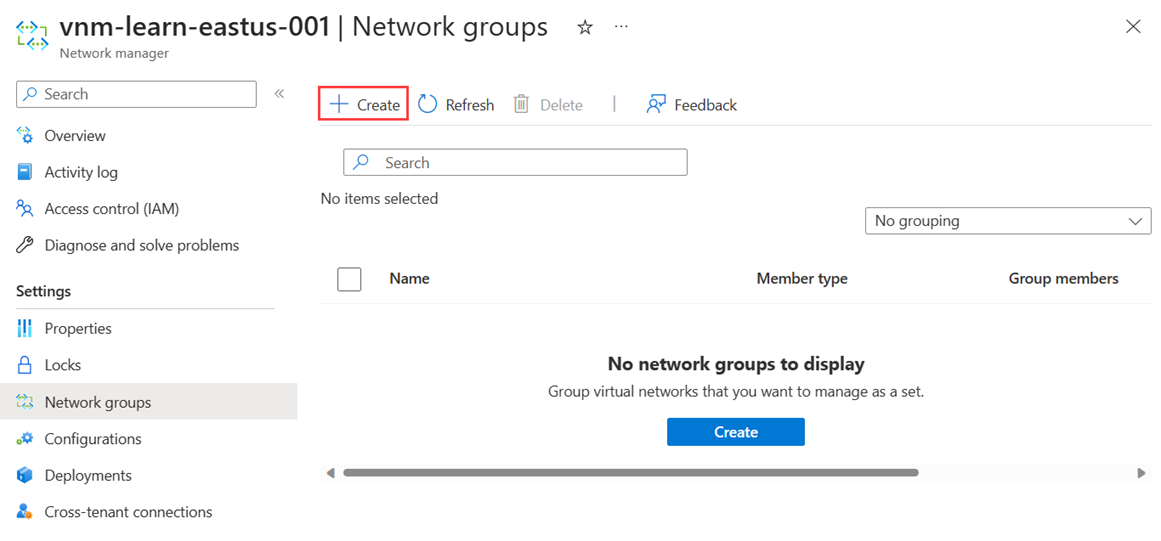 vnm-learn-eastus-001 | Network groups
Network manager
Search
Overview
Activity log
Access control (IAM)
Diagnose and solve problems
Settings
Properties
Locks
Network groups
Configurations
Deployments
Cross-tenant connections
Create Refresh Delete | Feedback
Search
No items selected
No grouping
Name Member type Group members
No network groups to display
Group virtual networks that you want to manage as a set.
Create